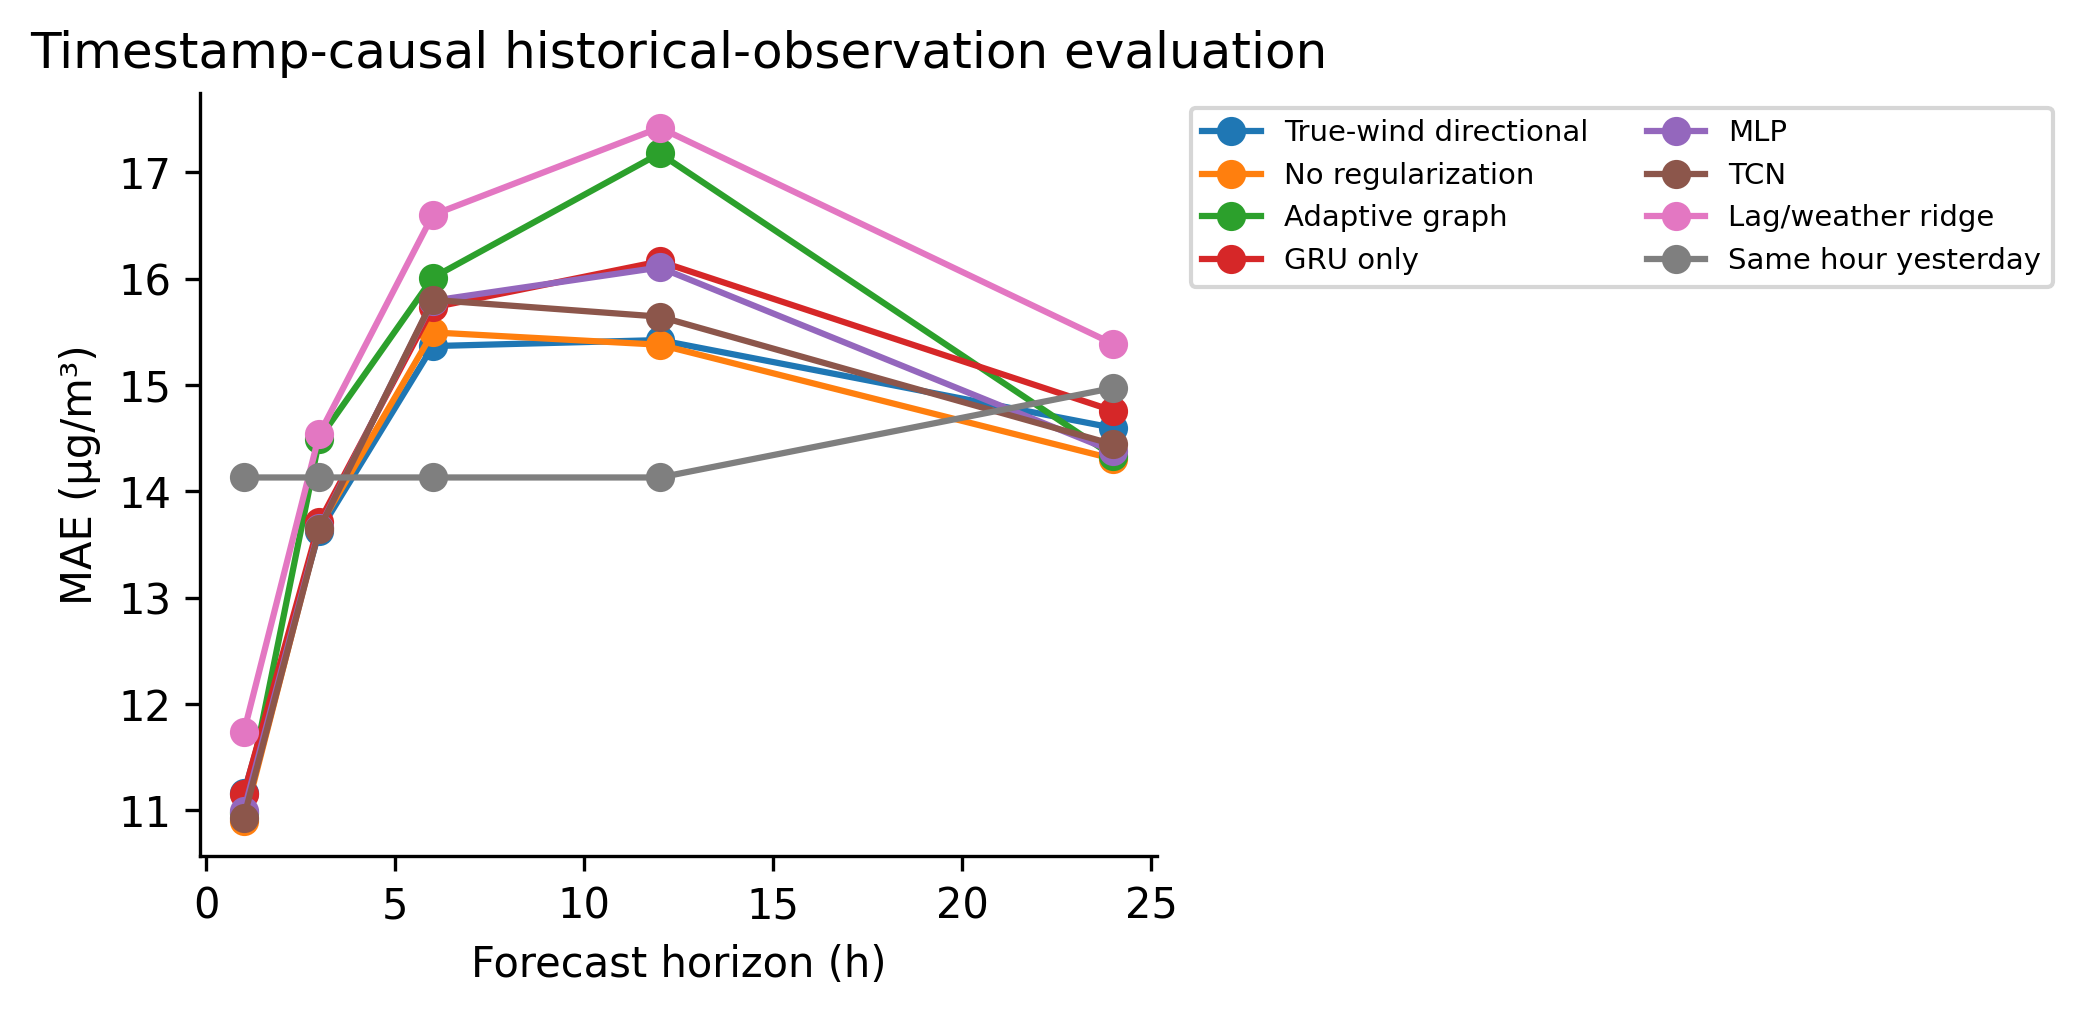 Timestamp-causal historical-observation evaluation
MAE (µg/m³)
17
16
15
14
13
12
11
0 5 10 15 20 25
Forecast horizon (h)
True-wind directional
No regularization
Adaptive graph
GRU only
MLP
TCN
Lag/weather ridge
Same hour yesterday